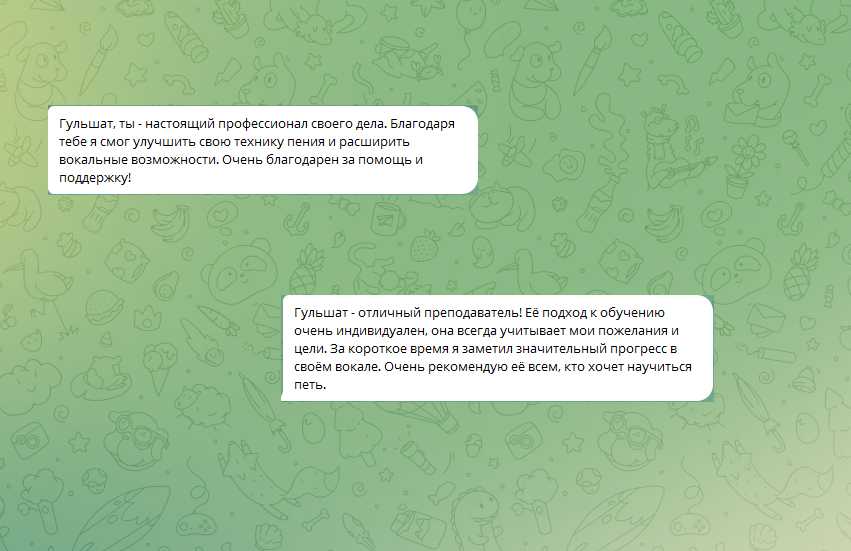 Гульшат, ты - настоящий профессионал своего дела. Благодаря
тебе я смог улучшить свою технику пения и расширить
вокальные возможности. Очень благодарен за помощь и
поддержку!
Гульшат - отличный преподаватель! Её подход к обучению
очень индивидуален, она всегда учитывает мои пожелания и
цели. За короткое время я заметил значительный прогресс в
своём вокале. Очень рекомендую её всем, кто хочет научиться
петь.